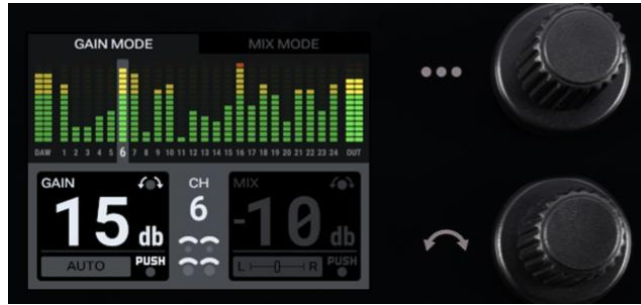 GAIN MODE MIX MODE
DAW 1 2 3 4 5 6 7 8 9 10 11 12 13 14 15 16 17 18 19 20 21 22 23 24 OUT
GAIN CH MIX
15 db 6 -10 db
AUTO PUSH L R PUSH